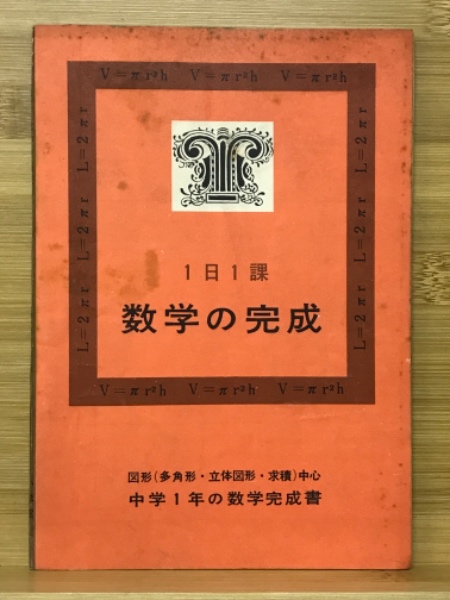 V=πr²h V=πr²h V=πr²h
L=2πr L=2πr L=2πr
L=2πr L=2πr L=2πr
1日1課
数学の完成
V=πr²h V=πr²h V=πr²h
図形(多角形・立体図形・求積)中心
中学1年の数学完成書